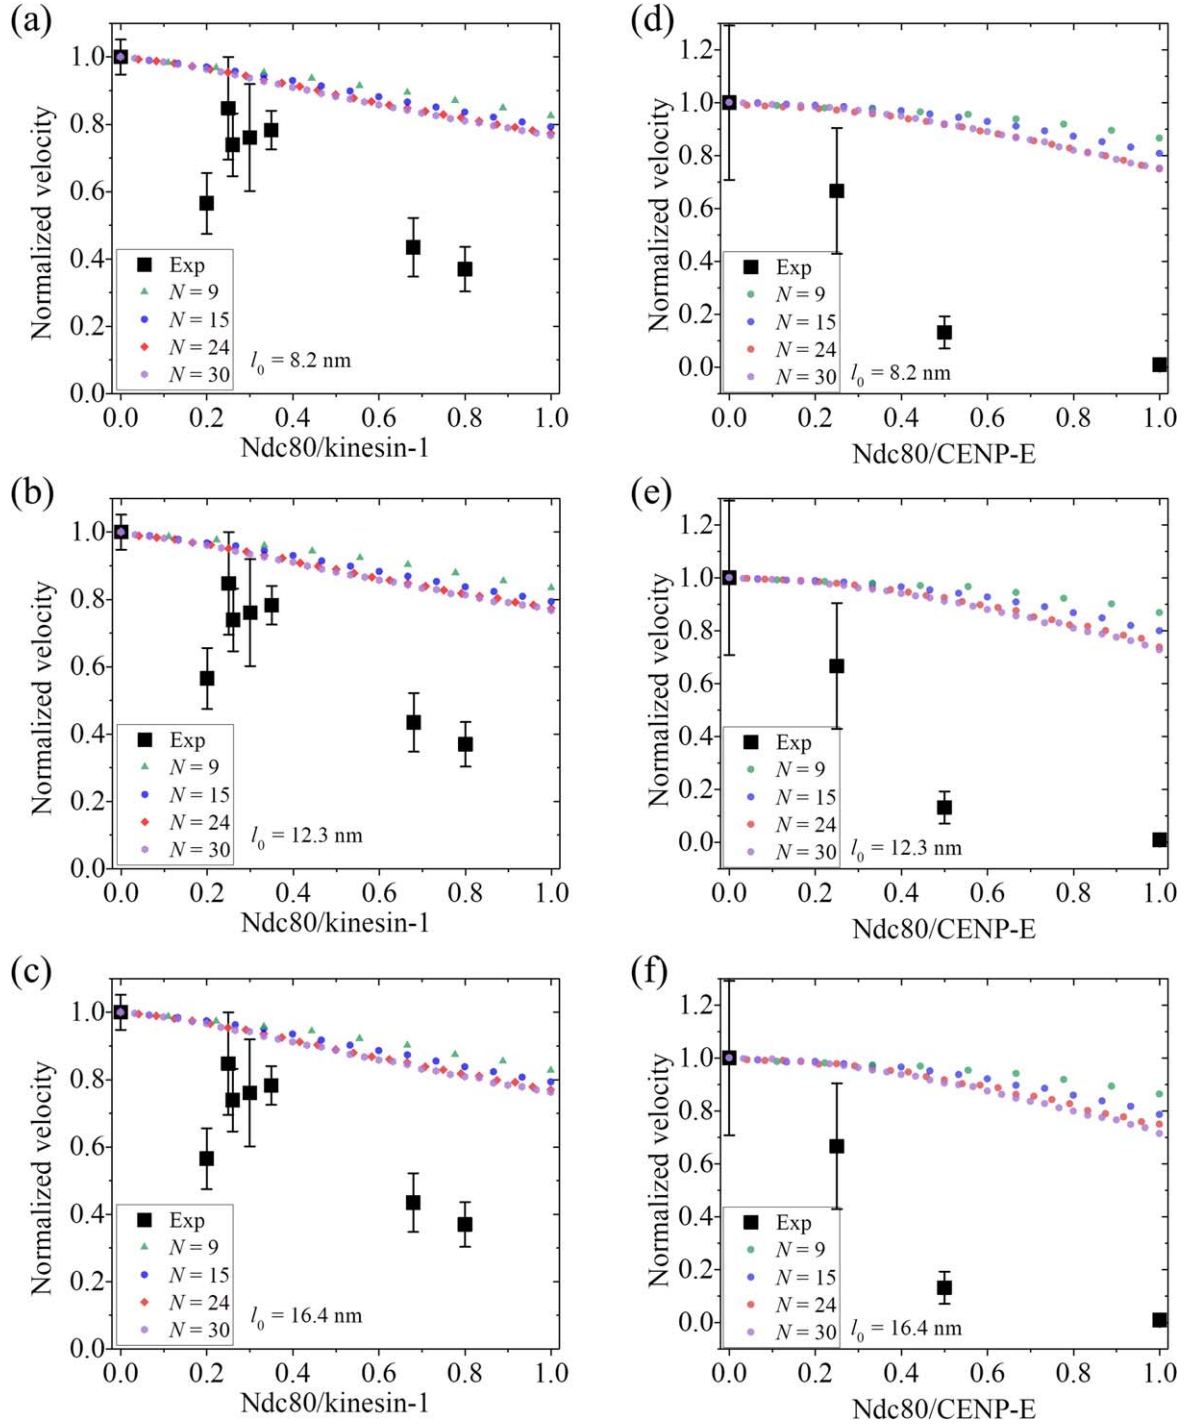 (a)
Normalized velocity
1.0
0.8
0.6
0.4
0.2
0.0
Exp
N = 9
N = 15
N = 24
N = 30
l0 = 8.2 nm
0.0 0.2 0.4 0.6 0.8 1.0
Ndc80/kinesin-1
(d)
Normalized velocity
1.2
1.0
0.8
0.6
0.4
0.2
0.0
Exp
N = 9
N = 15
N = 24
N = 30
l0 = 8.2 nm
0.0 0.2 0.4 0.6 0.8 1.0
Ndc80/CENP-E
(b)
Normalized velocity
1.0
0.8
0.6
0.4
0.2
0.0
Exp
N = 9
N = 15
N = 24
N = 30
l0 = 12.3 nm
0.0 0.2 0.4 0.6 0.8 1.0
Ndc80/kinesin-1
(e)
Normalized velocity
1.2
1.0
0.8
0.6
0.4
0.2
0.0
Exp
N = 9
N = 15
N = 24
N = 30
l0 = 12.3 nm
0.0 0.2 0.4 0.6 0.8 1.0
Ndc80/CENP-E
(c)
Normalized velocity
1.0
0.8
0.6
0.4
0.2
0.0
Exp
N = 9
N = 15
N = 24
N = 30
l0 = 16.4 nm
0.0 0.2 0.4 0.6 0.8 1.0
Ndc80/kinesin-1
(f)
Normalized velocity
1.2
1.0
0.8
0.6
0.4
0.2
0.0
Exp
N = 9
N = 15
N = 24
N = 30
l0 = 16.4 nm
0.0 0.2 0.4 0.6 0.8 1.0
Ndc80/CENP-E